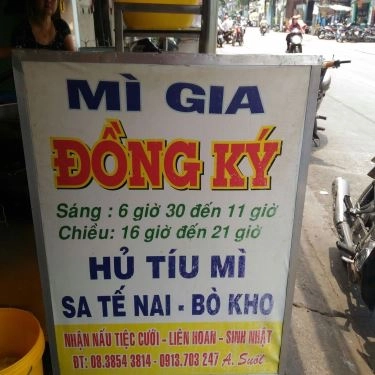 MÌ GIA
ĐỒNG KÝ
Sáng : 6 giờ 30 đến 11 giờ
Chiều: 16 giờ đến 21 giờ
HỦ TÍU MÌ
SA TẾ NAI - BÒ KHO
NHẬN NẤU TIỆC CƯỚI - LIÊN HOAN - SINH NHẬT
ĐT: 08.3854 3814 - 0913.703 247 A. Suốt